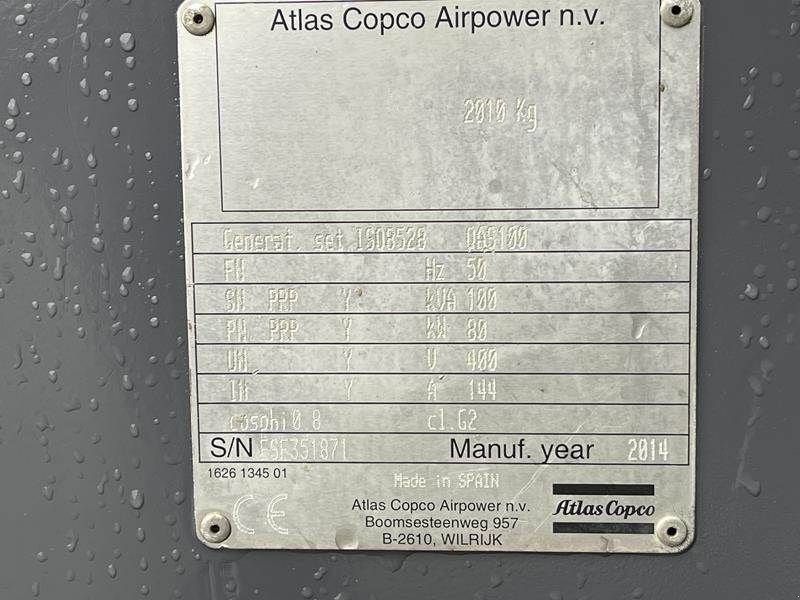 Atlas Copco Airpower n.v.
2010 Kg
Generat. set ISO8528 QAS100
FN Hz 50
SN PRP Y kVA 100
PN PRP Y kW 80
UN Y V 400
IN Y A 144
cosphi 0.8 cl.G2
S/N ESF351871 Manuf. year 2014
1626 1345 01
Made in SPAIN
CE
Atlas Copco Airpower n.v.
Boomsesteenweg 957
B-2610, WILRIJK
Atlas Copco